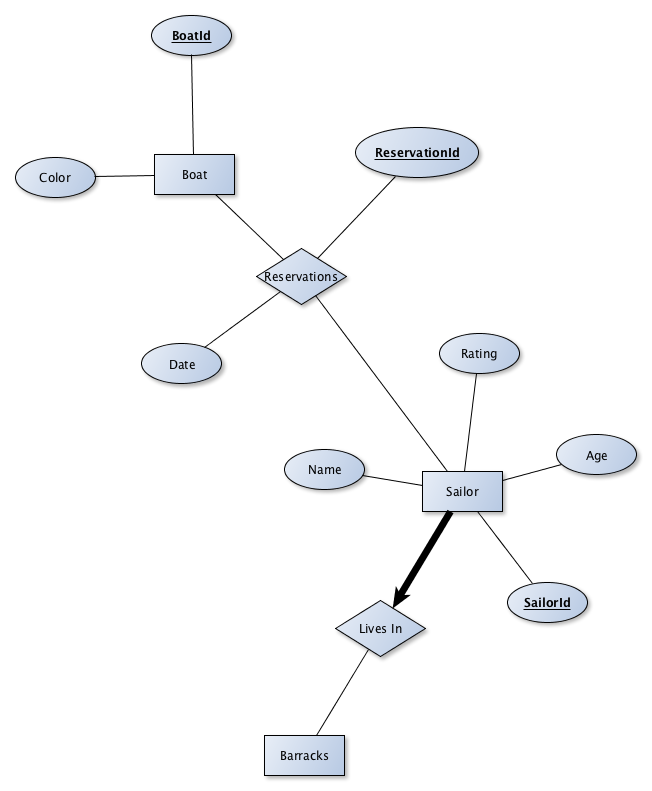 BoatId
Color
Boat
ReservationId
Reservations
Date
Rating
Name
Age
Sailor
SailorId
Lives In
Barracks